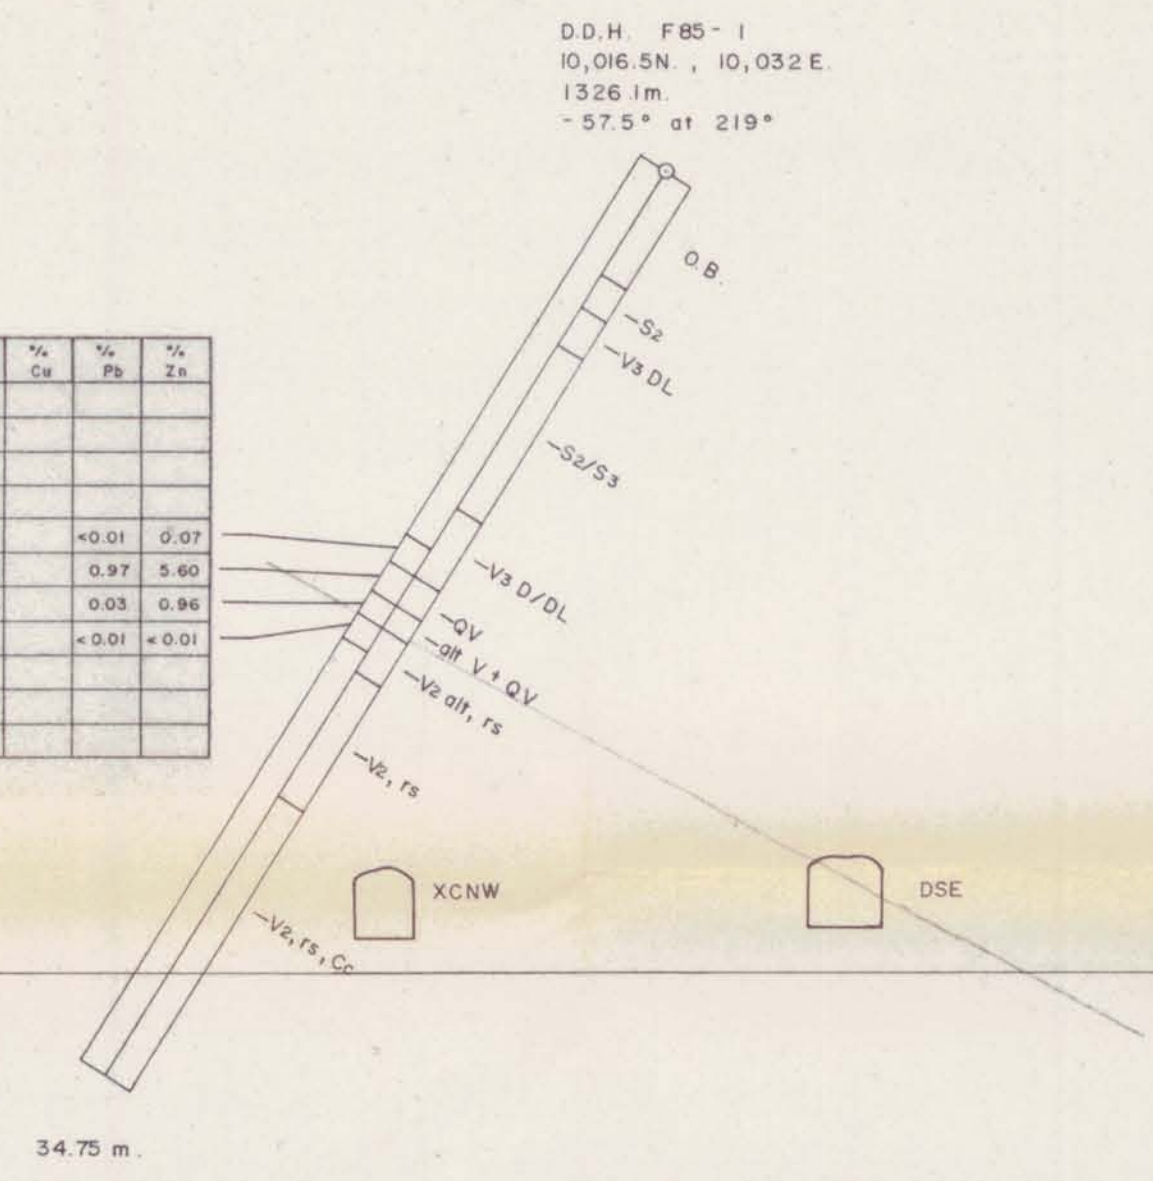 D.D.H. F85-1
10,016.5N., 10,032E.
1326.1m.
-57.5° at 219°
O.B.
-S2
-V3 DL
-S2/S3
-V3 D/DL
-QV
-alt V + QV
-V2 alt, rs
-V2, rs
-V2, rs, Cc
% Cu % Pb % Zn
<0.01 0.07
0.97 5.60
0.03 0.96
<0.01 <0.01
XCNW
DSE
34.75 m.